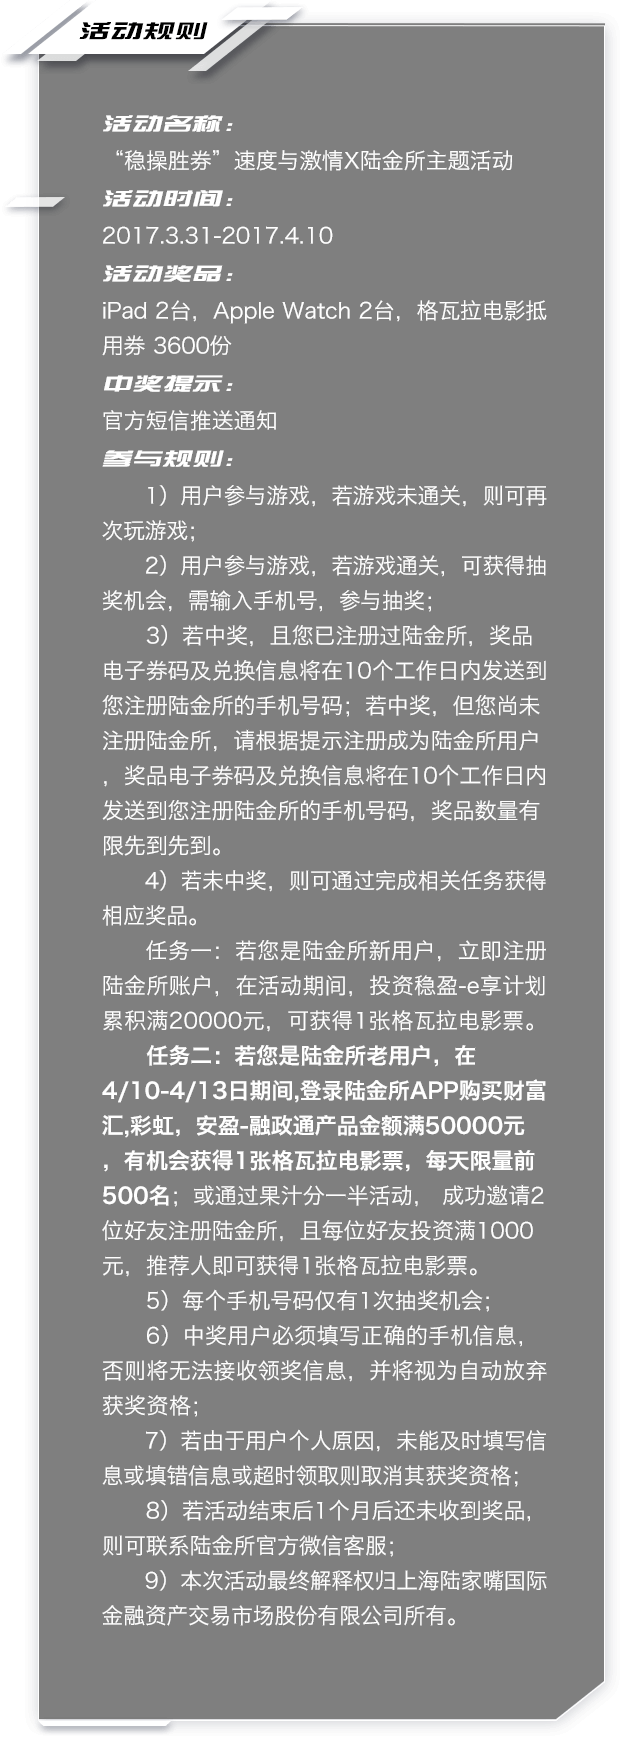 活动规则
活动名称：
“稳操胜券”速度与激情X陆金所主题活动
活动时间：
2017.3.31-2017.4.10
活动奖品：
iPad 2台，Apple Watch 2台，格瓦拉电影抵
用券 3600份
中奖提示：
官方短信推送通知
参与规则：
1）用户参与游戏，若游戏未通关，则可再
次玩游戏；
2）用户参与游戏，若游戏通关，可获得抽
奖机会，需输入手机号，参与抽奖；
3）若中奖，且您已注册过陆金所，奖品
电子券码及兑换信息将在10个工作日内发送到
您注册陆金所的手机号码；若中奖，但您尚未
注册陆金所，请根据提示注册成为陆金所用户
，奖品电子券码及兑换信息将在10个工作日内
发送到您注册陆金所的手机号码，奖品数量有
限先到先到。
4）若未中奖，则可通过完成相关任务获得
相应奖品。
任务一：若您是陆金所新用户，立即注册
陆金所账户，在活动期间，投资稳盈-e享计划
累积满20000元，可获得1张格瓦拉电影票。
任务二：若您是陆金所老用户，在
4/10-4/13日期间,登录陆金所APP购买财富
汇,彩虹，安盈-融政通产品金额满50000元
，有机会获得1张格瓦拉电影票，每天限量前
500名；或通过果汁分一半活动， 成功邀请2
位好友注册陆金所，且每位好友投资满1000
元，推荐人即可获得1张格瓦拉电影票。
5）每个手机号码仅有1次抽奖机会；
6）中奖用户必须填写正确的手机信息，
否则将无法接收领奖信息，并将视为自动放弃
获奖资格；
7）若由于用户个人原因，未能及时填写信
息或填错信息或超时领取则取消其获奖资格；
8）若活动结束后1个月后还未收到奖品，
则可联系陆金所官方微信客服；
9）本次活动最终解释权归上海陆家嘴国际
金融资产交易市场股份有限公司所有。